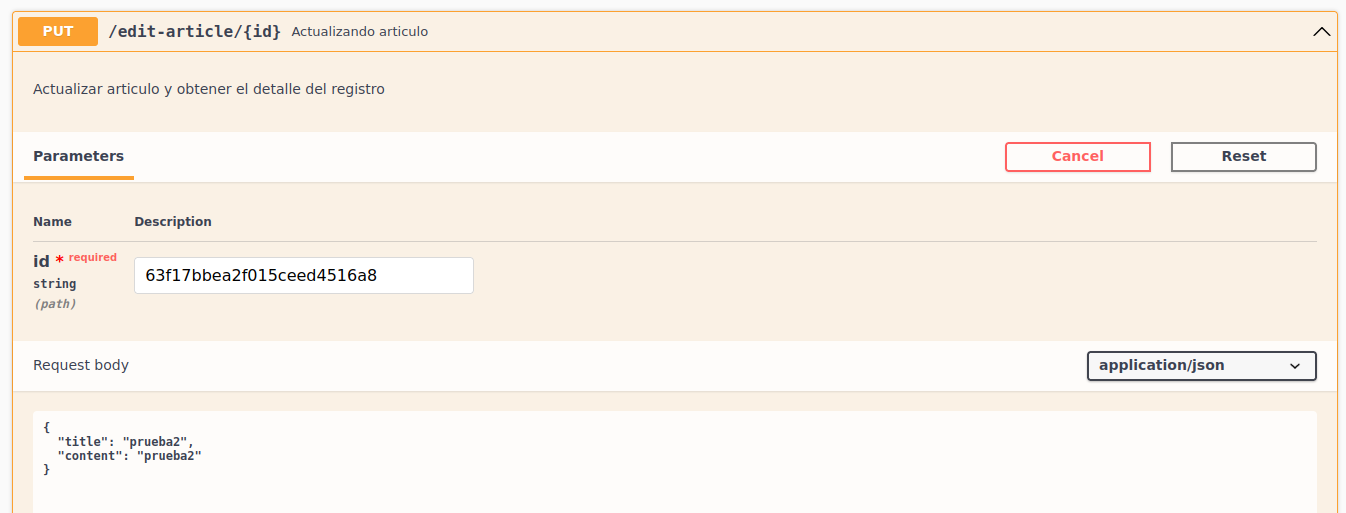 PUT /edit-article/{id} Actualizando articulo
Actualizar articulo y obtener el detalle del registro
Parameters Cancel Reset
Name Description
id * required
63f17bbea2f015ceed4516a8
string
(path)
Request body application/json
{
"title": "prueba2",
"content": "prueba2"
}